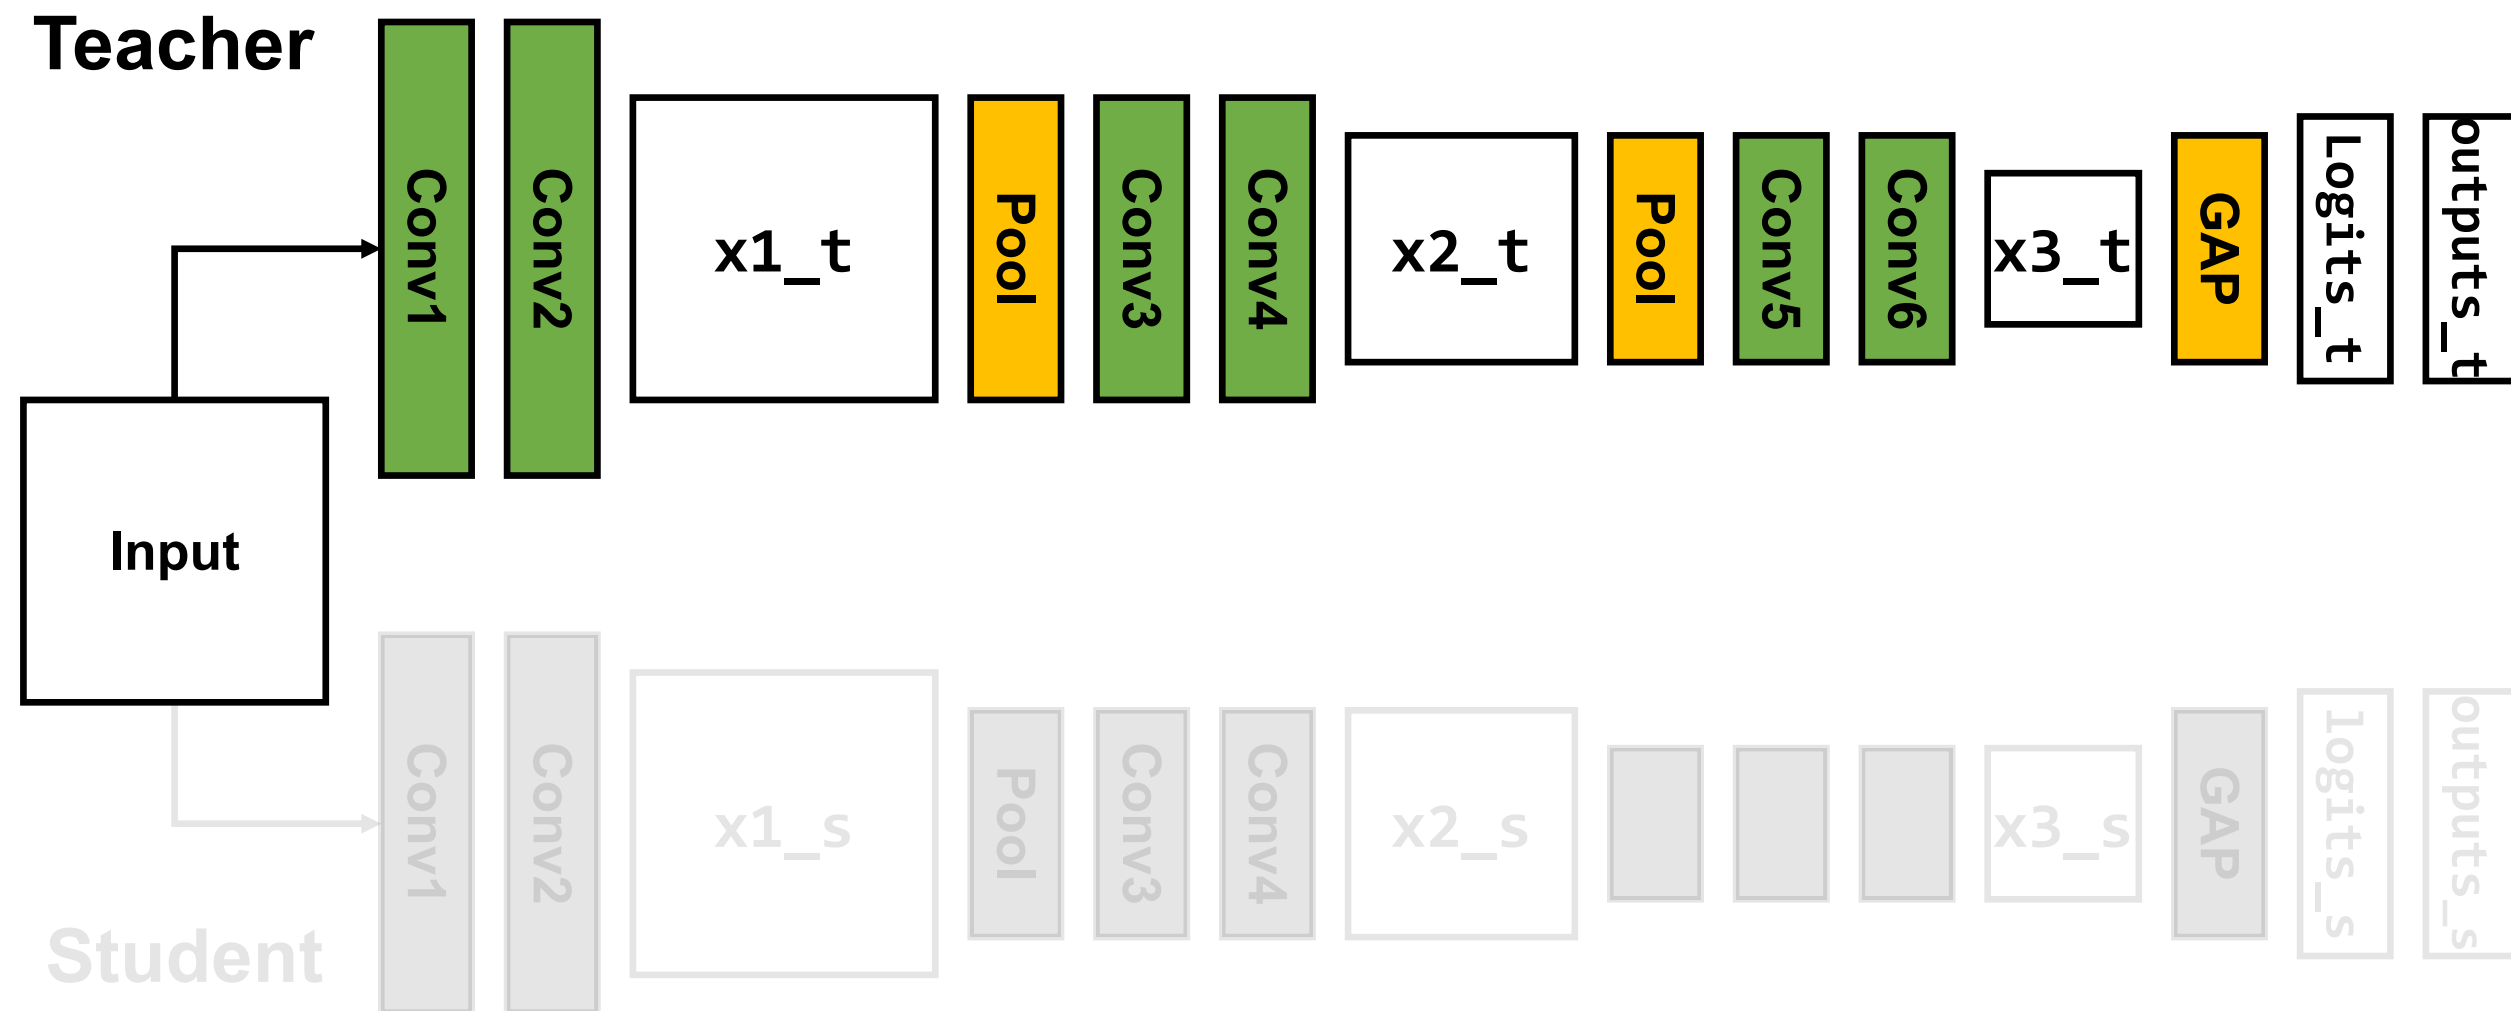 Teacher
Conv1
Conv2
x1_t
Pool
Conv3
Conv4
x2_t
Pool
Conv5
Conv6
x3_t
GAP
Logits_t
outputs_t
Input
Conv1
Conv2
x1_s
Pool
Conv3
Conv4
x2_s
x3_s
GAP
logits_s
outputs_s
Student